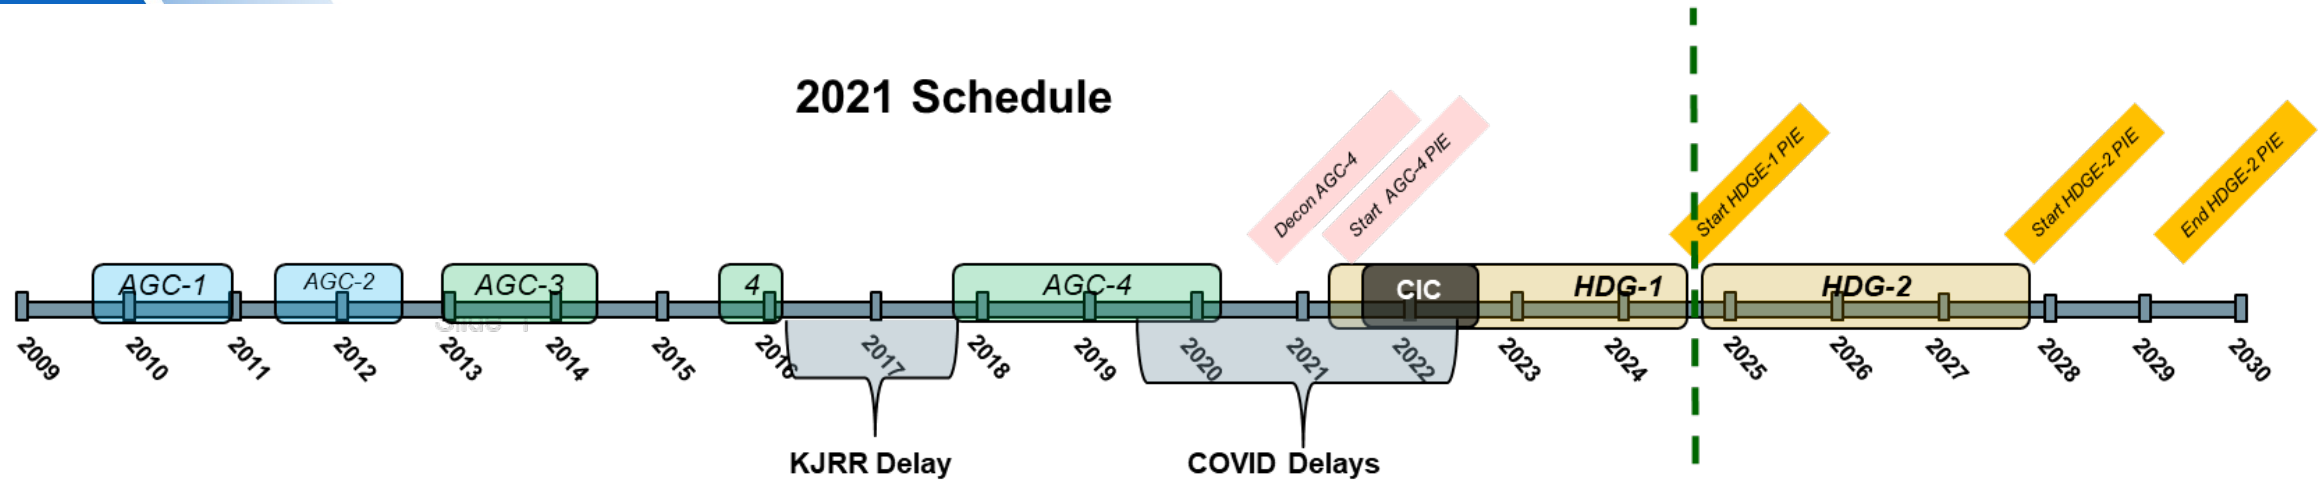 2021 Schedule
Decon AGC-4
Start AGC-4 PIE
Start HDGE-1 PIE
Start HDGE-2 PIE
End HDGE-2 PIE
AGC-1
AGC-2
AGC-3
4
AGC-4
CIC
HDG-1
HDG-2
2009
2010
2011
2012
2013
2014
2015
2016
2017
2018
2019
2020
2021
2022
2023
2024
2025
2026
2027
2028
2029
2030
KJRR Delay
COVID Delays